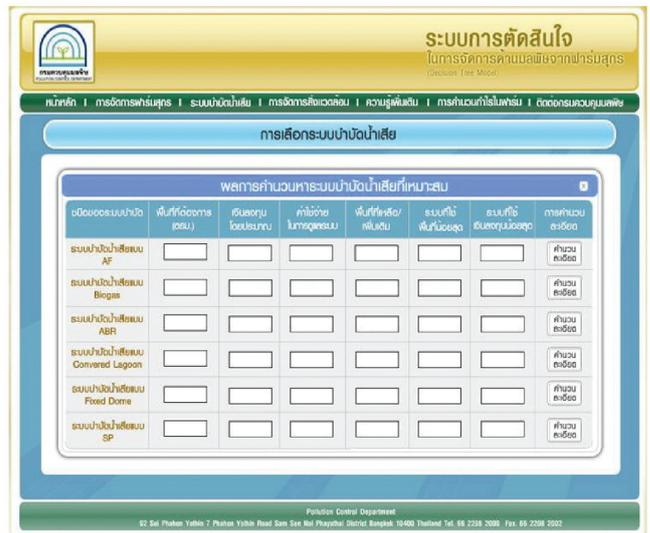 กรมควบคุมมลพิษ
POLLUTION CONTROL DEPARTMENT
ระบบการตัดสินใจ
ในการจัดการด้านมลพิษจากฟาร์มสุกร
(Decision Tree Model)
หน้าหลัก | การจัดการฟาร์มสุกร | ระบบบำบัดน้ำเสีย | การจัดการสิ่งแวดล้อม | ความรู้เพิ่มเติม | การคำนวนกำไรในฟาร์ม | ติดต่อกรมควบคุมมลพิษ
การเลือกระบบบำบัดน้ำเสีย
ผลการคำนวนหาระบบบำบัดน้ำเสียที่เหมาะสม
ชนิดของระบบบำบัด พื้นที่ที่ต้องการ (ตรม.) เงินลงทุน โดยประมาณ ค่าใช้จ่าย ในการดูแลระบบ พื้นที่ที่เหลือ/ เพิ่มเติม ระบบที่ใช้ พื้นที่น้อยสุด ระบบที่ใช้ เงินลงทุนน้อยสุด การคำนวน ละเอียด
ระบบบำบัดน้ำเสียแบบ AF คำนวน ละเอียด
ระบบบำบัดน้ำเสียแบบ Biogas คำนวน ละเอียด
ระบบบำบัดน้ำเสียแบบ ABR คำนวน ละเอียด
ระบบบำบัดน้ำเสียแบบ Convered Lagoon คำนวน ละเอียด
ระบบบำบัดน้ำเสียแบบ Fixed Dome คำนวน ละเอียด
ระบบบำบัดน้ำเสียแบบ SP คำนวน ละเอียด
Pollution Control Department
92 Soi Phahon Yothin 7 Phahon Yothin Road Sam Sen Nai Phayathai District Bangkok 10400 Thailand Tel. 66 2298 2000 Fax. 66 2298 2002